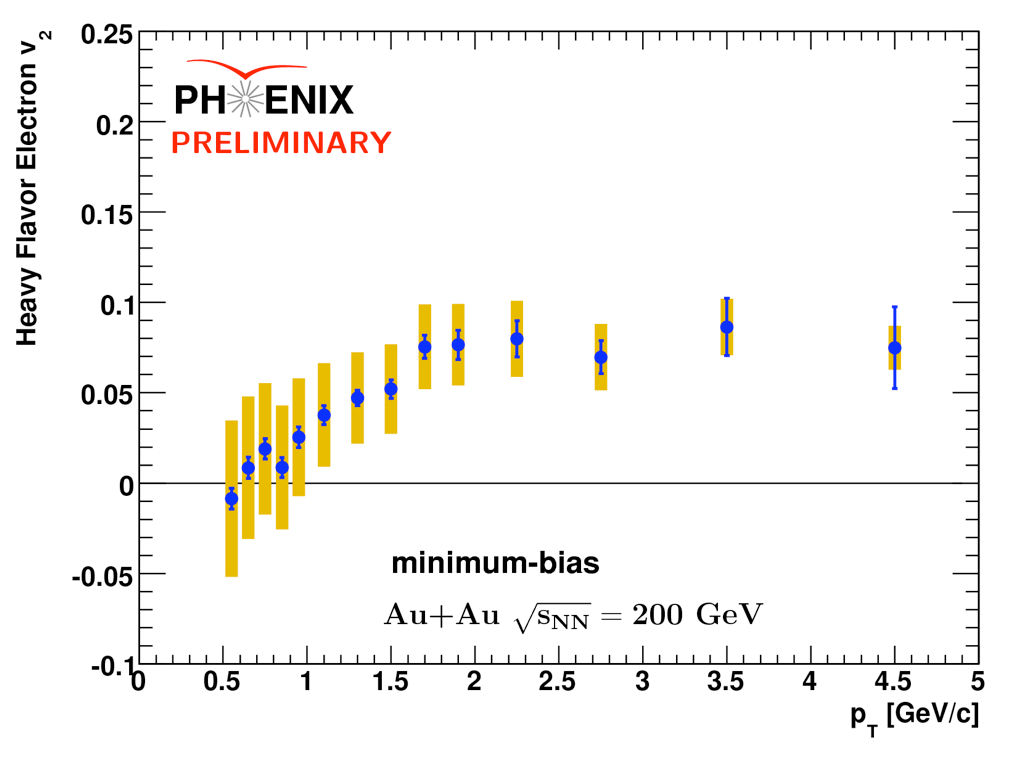 Heavy Flavor Electron v2
0.25
0.2
0.15
0.1
0.05
0
-0.05
-0.1
PHENIX
PRELIMINARY
minimum-bias
Au+Au √sNN = 200 GeV
0 0.5 1 1.5 2 2.5 3 3.5 4 4.5 5
pT [GeV/c]